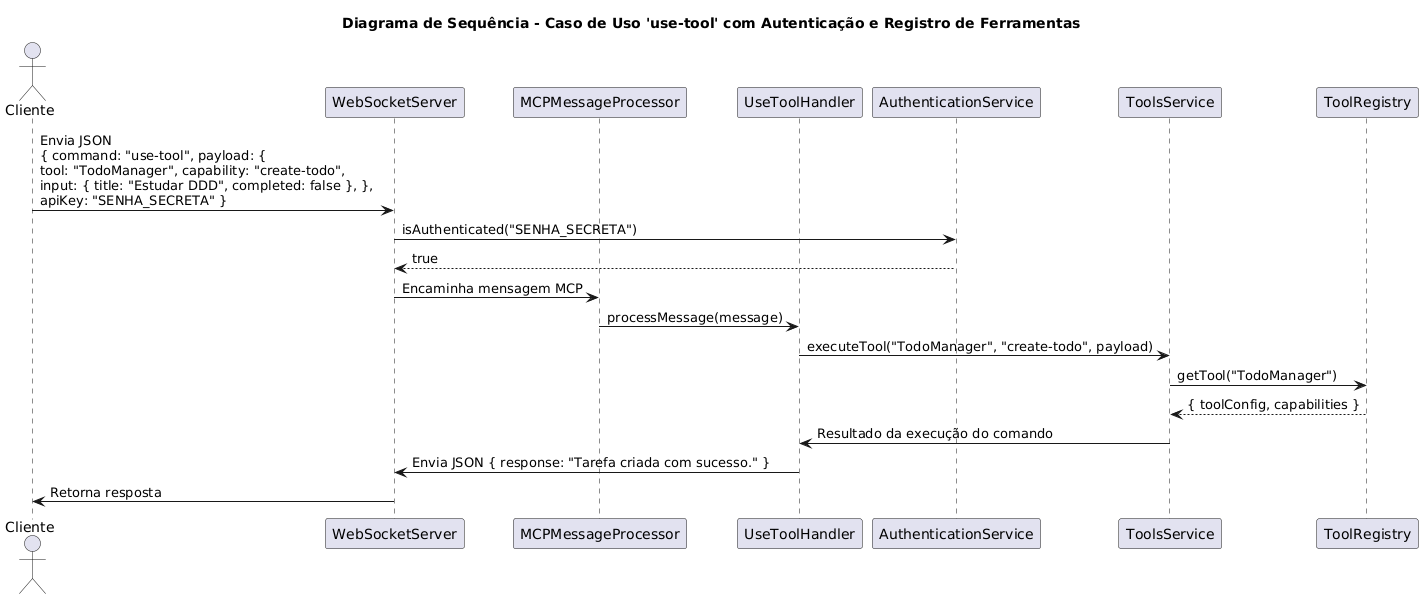 Diagrama de Sequência - Caso de Uso 'use-tool' com Autenticação e Registro de Ferramentas
Cliente
WebSocketServer
MCPMessageProcessor
UseToolHandler
AuthenticationService
ToolsService
ToolRegistry
Envia JSON
{ command: "use-tool", payload: {
tool: "TodoManager", capability: "create-todo",
input: { title: "Estudar DDD", completed: false }, },
apiKey: "SENHA_SECRETA" }
isAuthenticated("SENHA_SECRETA")
true
Encaminha mensagem MCP
processMessage(message)
executeTool("TodoManager", "create-todo", payload)
getTool("TodoManager")
{ toolConfig, capabilities }
Resultado da execução do comando
Envia JSON { response: "Tarefa criada com sucesso." }
Retorna resposta
Cliente
WebSocketServer
MCPMessageProcessor
UseToolHandler
AuthenticationService
ToolsService
ToolRegistry